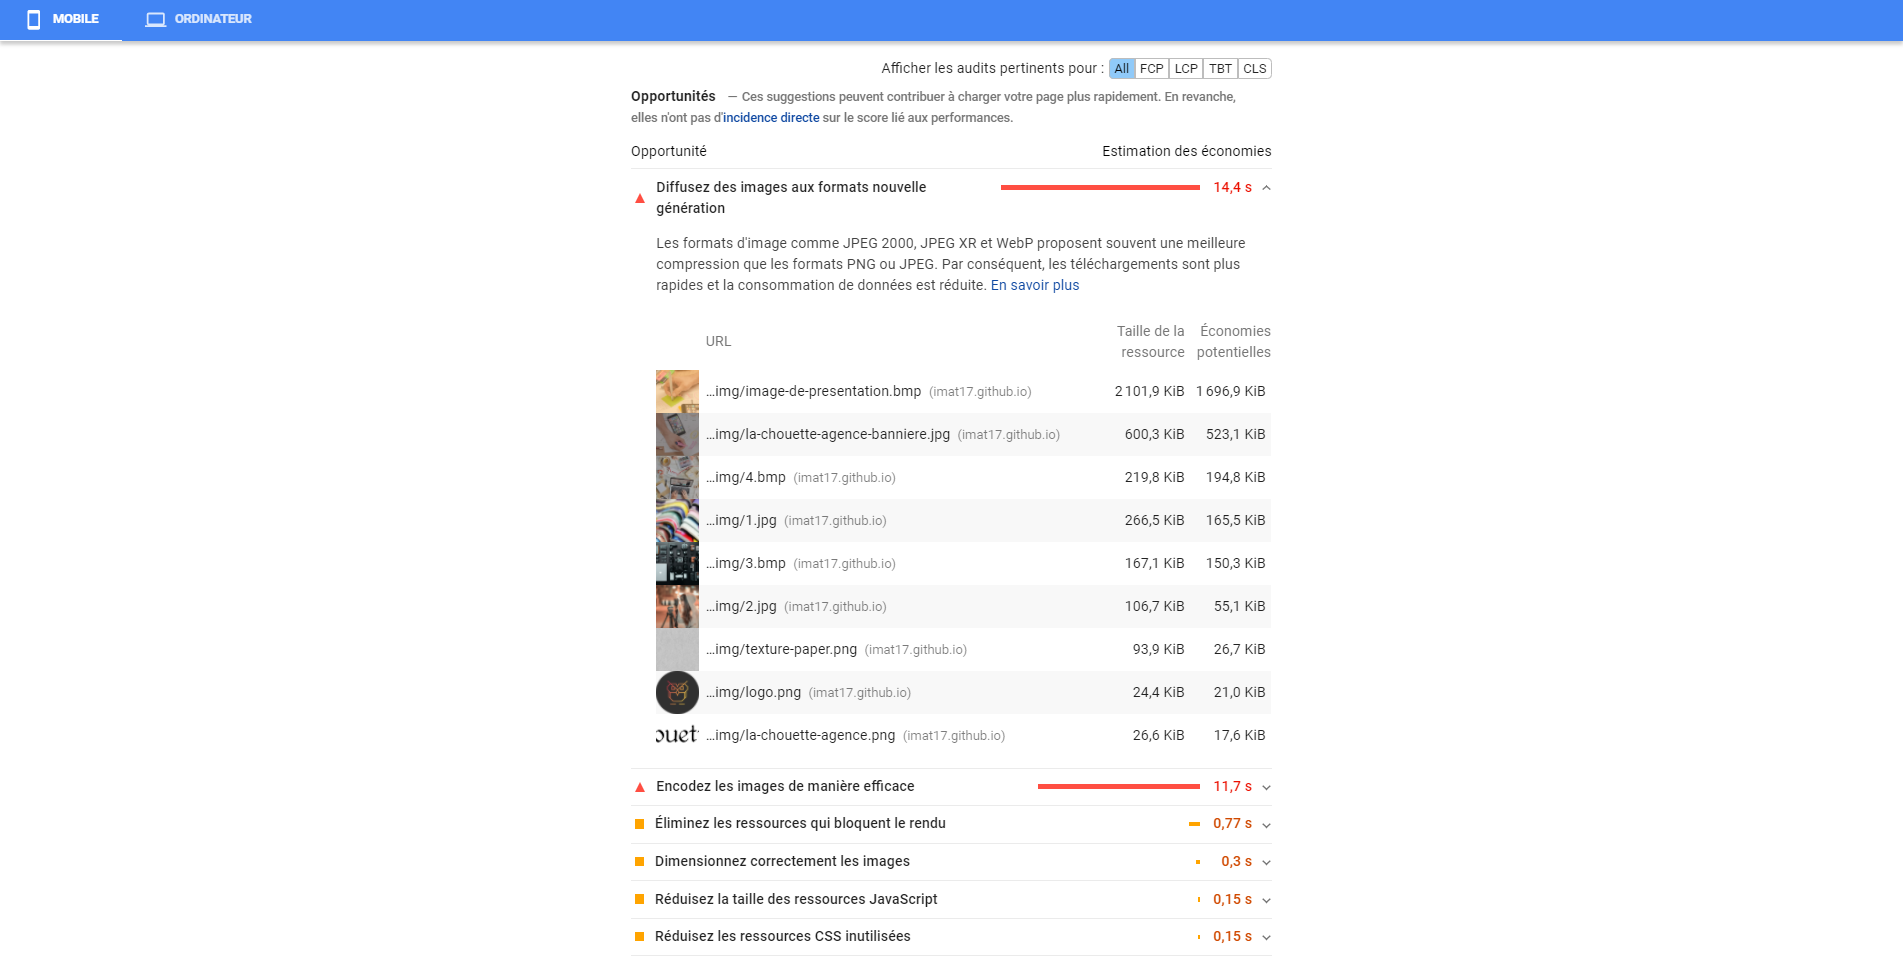 MOBILE
ORDINATEUR
Afficher les audits pertinents pour : All FCP LCP TBT CLS
Opportunités — Ces suggestions peuvent contribuer à charger votre page plus rapidement. En revanche,
elles n'ont pas d'incidence directe sur le score lié aux performances.
Opportunité Estimation des économies
Diffusez des images aux formats nouvelle
génération
14,4 s
Les formats d'image comme JPEG 2000, JPEG XR et WebP proposent souvent une meilleure
compression que les formats PNG ou JPEG. Par conséquent, les téléchargements sont plus
rapides et la consommation de données est réduite. En savoir plus
URL
Taille de la
ressource
Économies
potentielles
...img/image-de-presentation.bmp (imat17.github.io) 2 101,9 KiB 1 696,9 KiB
...img/la-chouette-agence-banniere.jpg (imat17.github.io) 600,3 KiB 523,1 KiB
...img/4.bmp (imat17.github.io) 219,8 KiB 194,8 KiB
...img/1.jpg (imat17.github.io) 266,5 KiB 165,5 KiB
...img/3.bmp (imat17.github.io) 167,1 KiB 150,3 KiB
...img/2.jpg (imat17.github.io) 106,7 KiB 55,1 KiB
...img/texture-paper.png (imat17.github.io) 93,9 KiB 26,7 KiB
...img/logo.png (imat17.github.io) 24,4 KiB 21,0 KiB
ouet ...img/la-chouette-agence.png (imat17.github.io) 26,6 KiB 17,6 KiB
Encodez les images de manière efficace 11,7 s
Éliminez les ressources qui bloquent le rendu 0,77 s
Dimensionnez correctement les images 0,3 s
Réduisez la taille des ressources JavaScript 0,15 s
Réduisez les ressources CSS inutilisées 0,15 s